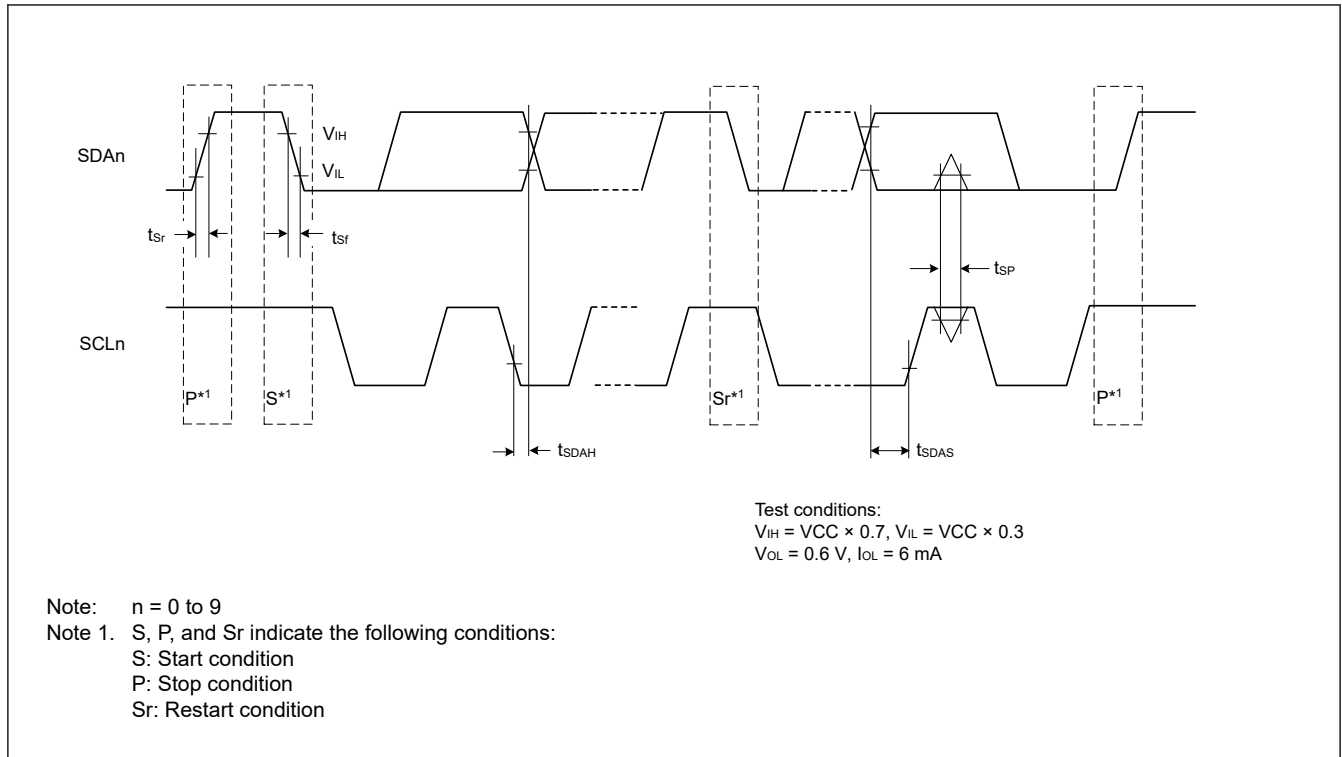 SDAn
VIH
VIL
tSr
tSf
tSP
SCLn
P*1
S*1
Sr*1
P*1
tSDAH
tSDAS
Test conditions:
VIH = VCC × 0.7, VIL = VCC × 0.3
VOL = 0.6 V, IOL = 6 mA
Note: n = 0 to 9
Note 1. S, P, and Sr indicate the following conditions:
S: Start condition
P: Stop condition
Sr: Restart condition